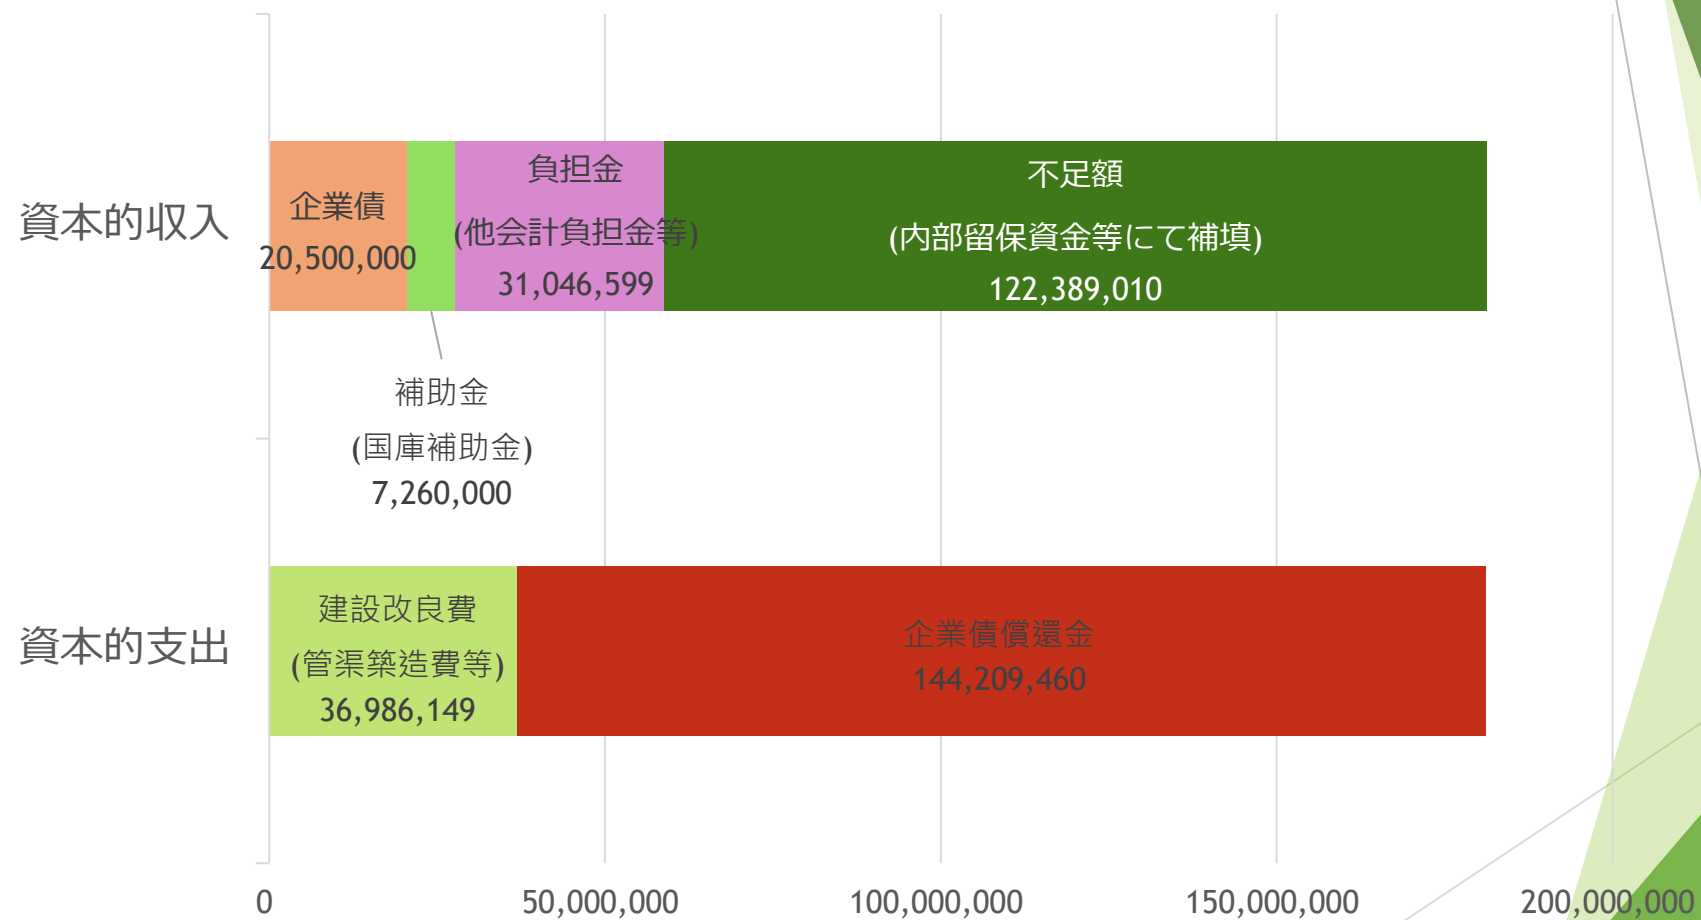 資本的収入
企業債
20,500,000
負担金
(他会計負担金等)
31,046,599
不足額
(内部留保資金等にて補填)
122,389,010
補助金
(国庫補助金)
7,260,000
資本的支出
建設改良費
(管渠築造費等)
36,986,149
企業債償還金
144,209,460
0
50,000,000
100,000,000
150,000,000
200,000,000